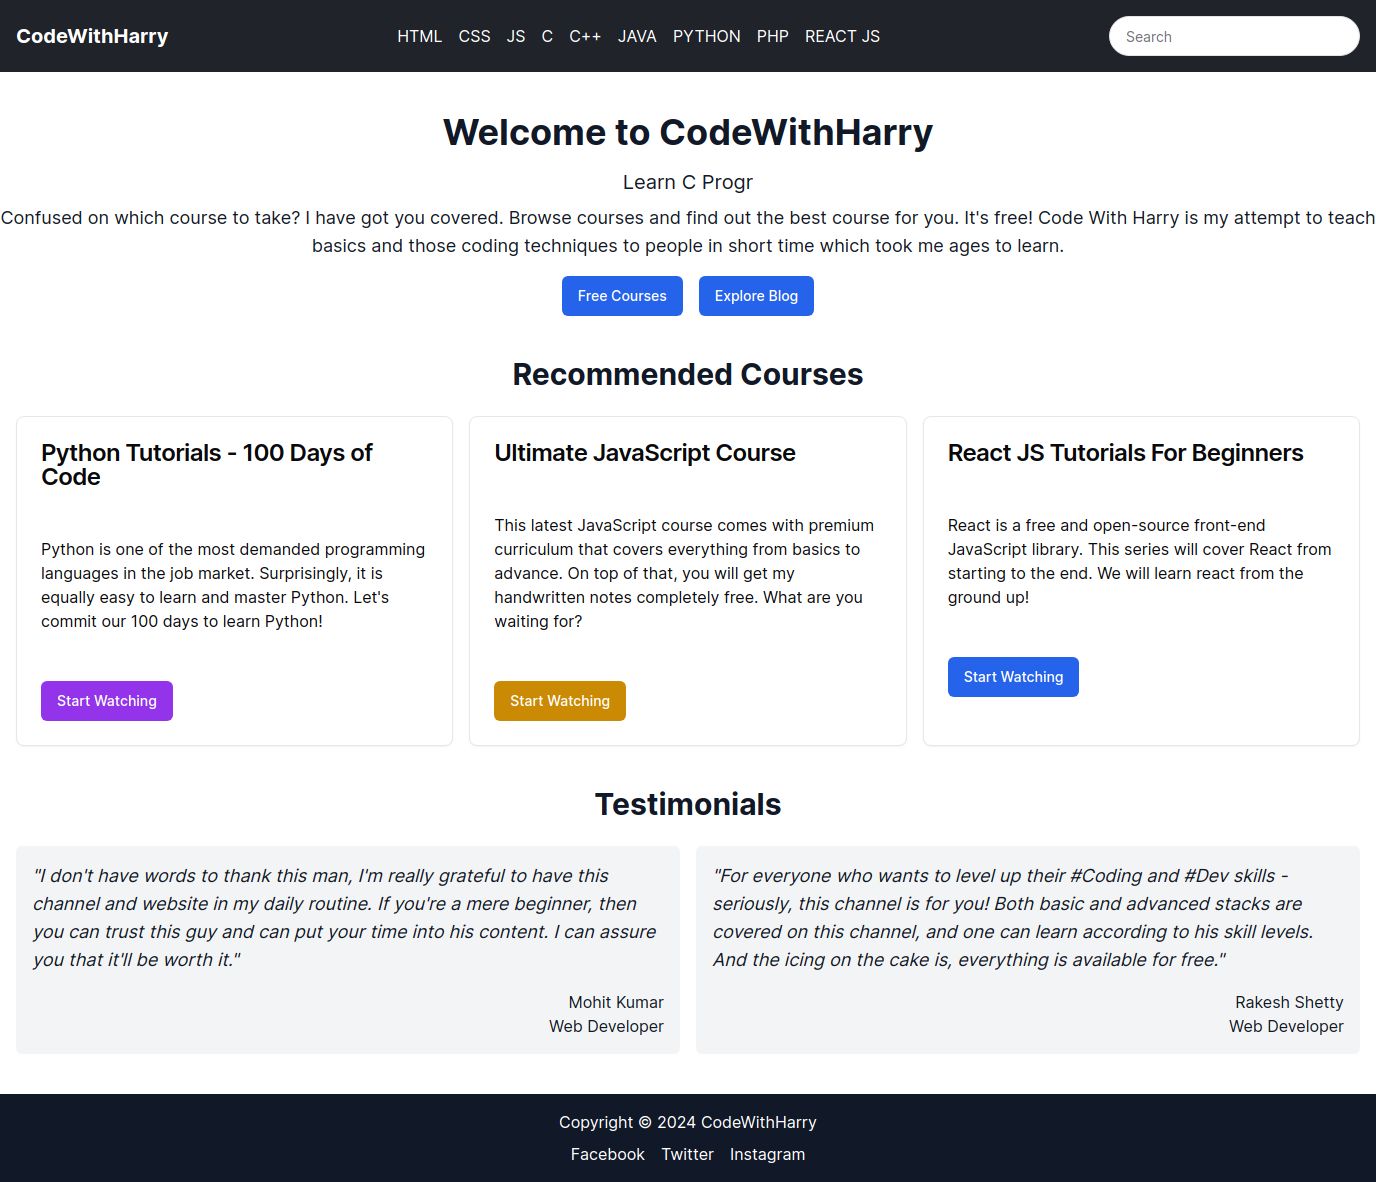 CodeWithHarry
HTML CSS JS C C++ JAVA PYTHON PHP REACT JS
Search
Welcome to CodeWithHarry
Learn C Progr
Confused on which course to take? I have got you covered. Browse courses and find out the best course for you. It's free! Code With Harry is my attempt to teach
basics and those coding techniques to people in short time which took me ages to learn.
Free Courses
Explore Blog
Recommended Courses
Python Tutorials - 100 Days of
Code
Python is one of the most demanded programming
languages in the job market. Surprisingly, it is
equally easy to learn and master Python. Let's
commit our 100 days to learn Python!
Start Watching
Ultimate JavaScript Course
This latest JavaScript course comes with premium
curriculum that covers everything from basics to
advance. On top of that, you will get my
handwritten notes completely free. What are you
waiting for?
Start Watching
React JS Tutorials For Beginners
React is a free and open-source front-end
JavaScript library. This series will cover React from
starting to the end. We will learn react from the
ground up!
Start Watching
Testimonials
"I don't have words to thank this man, I'm really grateful to have this
channel and website in my daily routine. If you're a mere beginner, then
you can trust this guy and can put your time into his content. I can assure
you that it'll be worth it."
Mohit Kumar
Web Developer
"For everyone who wants to level up their #Coding and #Dev skills -
seriously, this channel is for you! Both basic and advanced stacks are
covered on this channel, and one can learn according to his skill levels.
And the icing on the cake is, everything is available for free."
Rakesh Shetty
Web Developer
Copyright © 2024 CodeWithHarry
Facebook Twitter Instagram